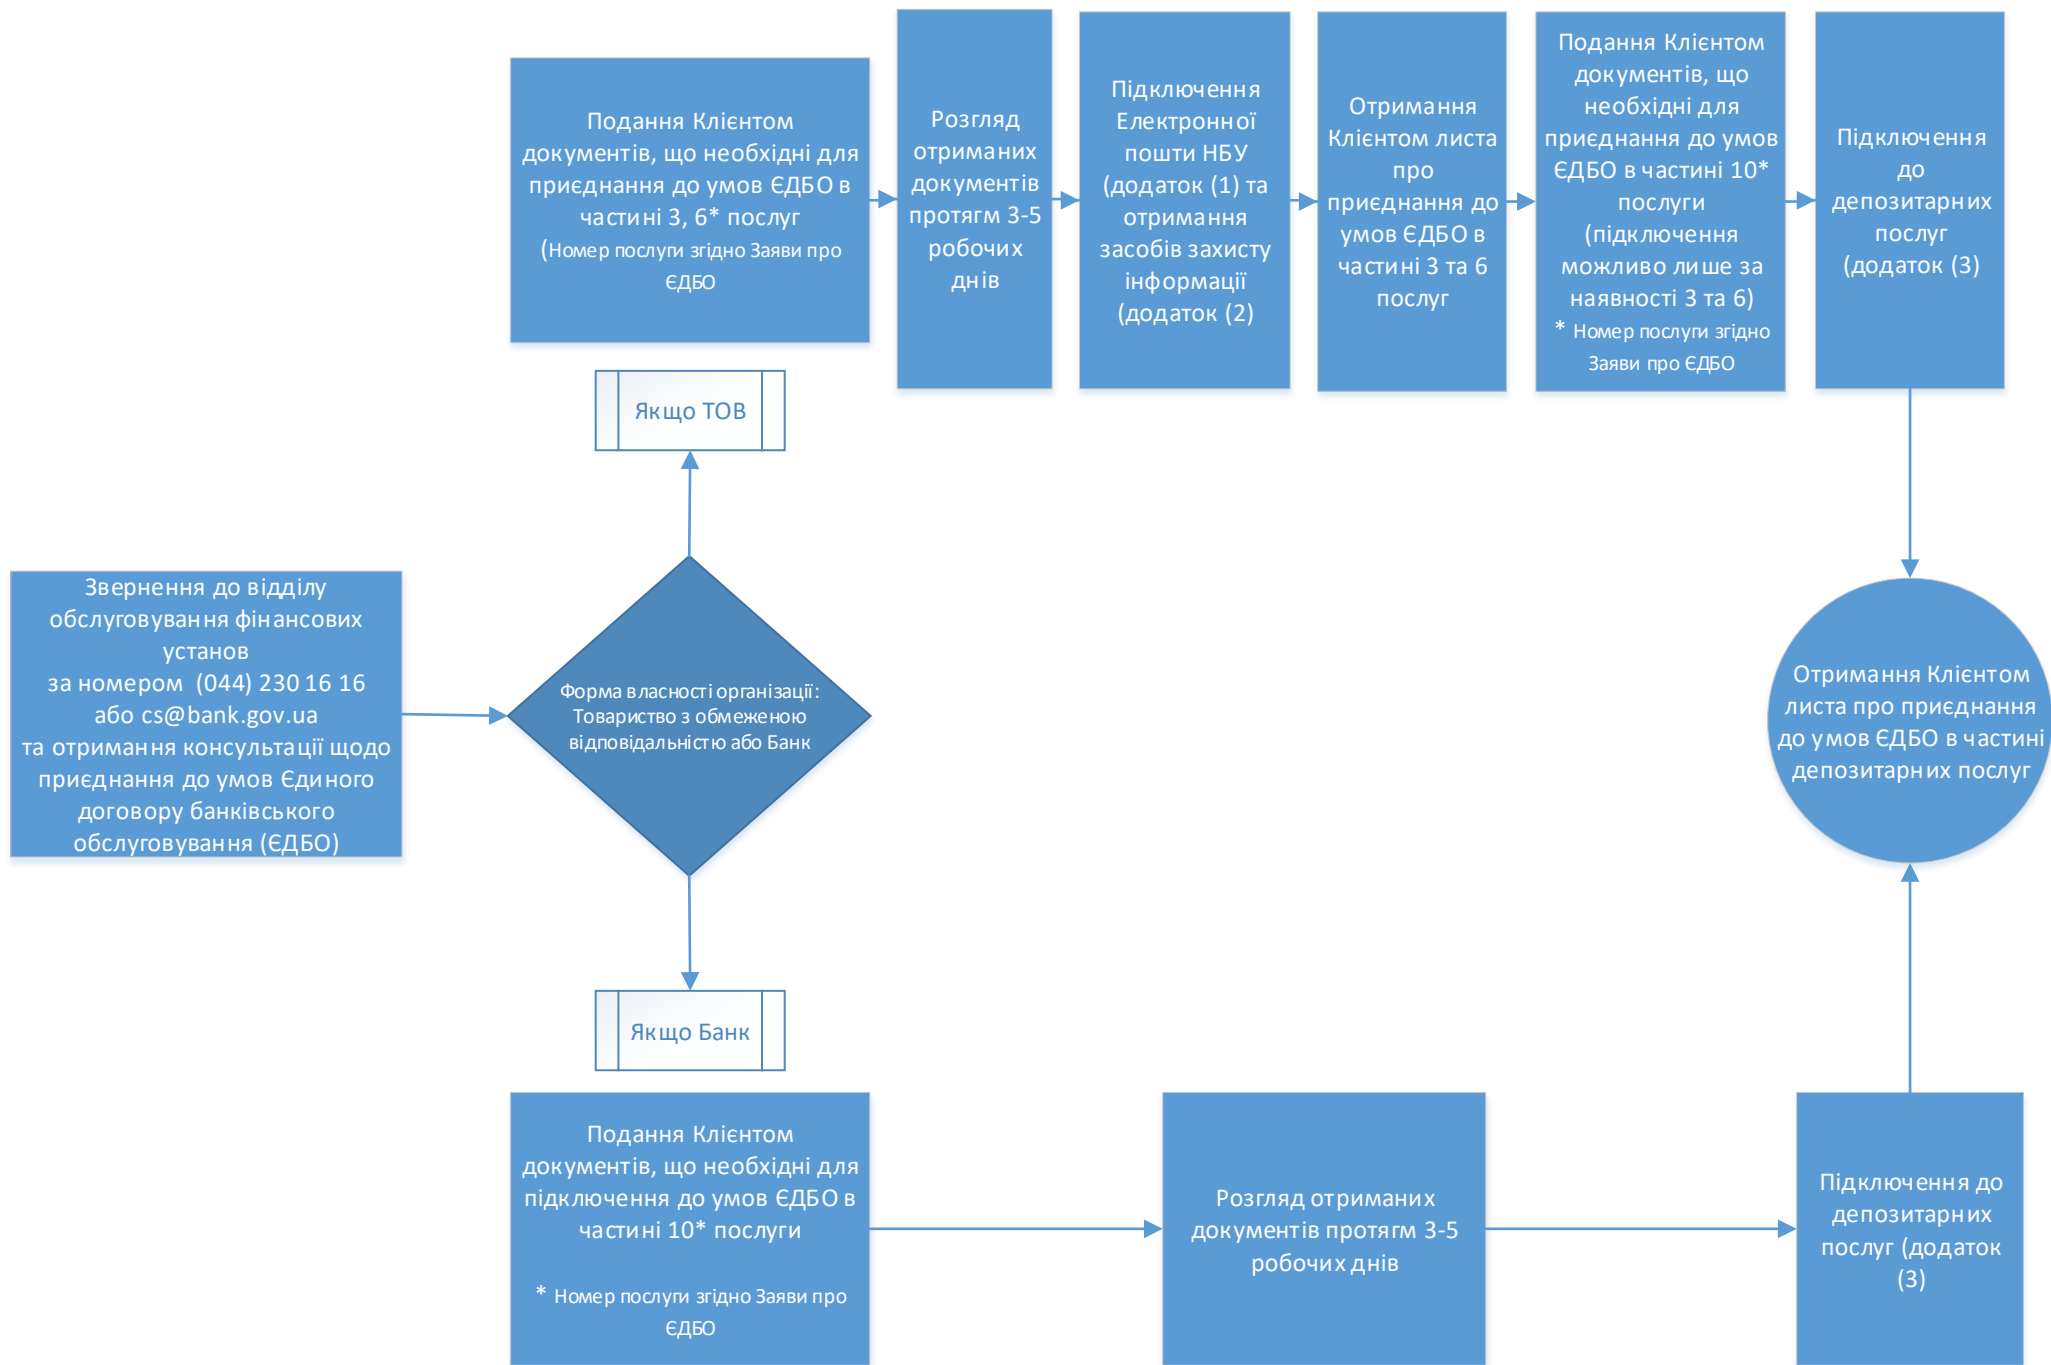 Звернення до відділу
обслуговування фінансових
установ
за номером (044) 230 16 16
або cs@bank.gov.ua
та отримання консультації щодо
приєднання до умов Єдиного
договору банківського
обслуговування (ЄДБО)
Форма власності організації:
Товариство з обмеженою
відповідальністю або Банк
Якщо ТОВ
Подання Клієнтом
документів, що необхідні для
приєднання до умов ЄДБО в
частині 3, 6* послуг
(Номер послуги згідно Заяви про
ЄДБО
Розгляд
отриманих
документів
протягм 3-5
робочих
днів
Підключення
Електронної
пошти НБУ
(додаток (1) та
отримання
засобів захисту
інформації
(додаток (2)
Отримання
Клієнтом листа
про
приєднання до
умов ЄДБО в
частині 3 та 6
послуг
Подання Клієнтом
документів, що
необхідні для
приєднання до умов
ЄДБО в частині 10*
послуги
(підключення
можливо лише за
наявності 3 та 6)
* Номер послуги згідно
Заяви про ЄДБО
Підключення
до
депозитарних
послуг
(додаток (3)
Отримання Клієнтом
листа про приєднання
до умов ЄДБО в частині
депозитарних послуг
Якщо Банк
Подання Клієнтом
документів, що необхідні для
підключення до умов ЄДБО в
частині 10* послуги
* Номер послуги згідно Заяви про
ЄДБО
Розгляд отриманих
документів протягм 3-5
робочих днів
Підключення до
депозитарних
послуг (додаток
(3)